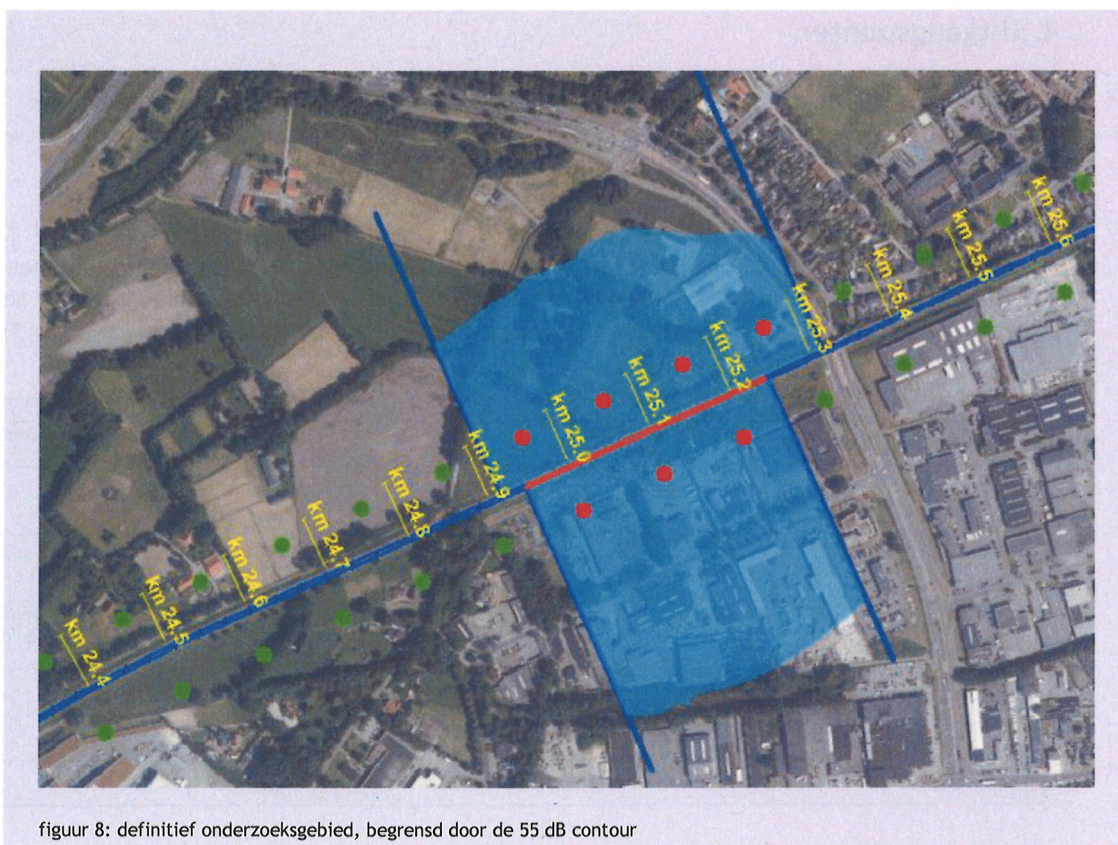 km 24.4
km 24.5
km 24.6
km 24.7
km 24.8
km 24.9
km 25.0
km 25.1
km 25.2
km 25.3
km 25.4
km 25.5
km 25.6
figuur 8: definitief onderzoeksgebied, begrensd door de 55 dB contour